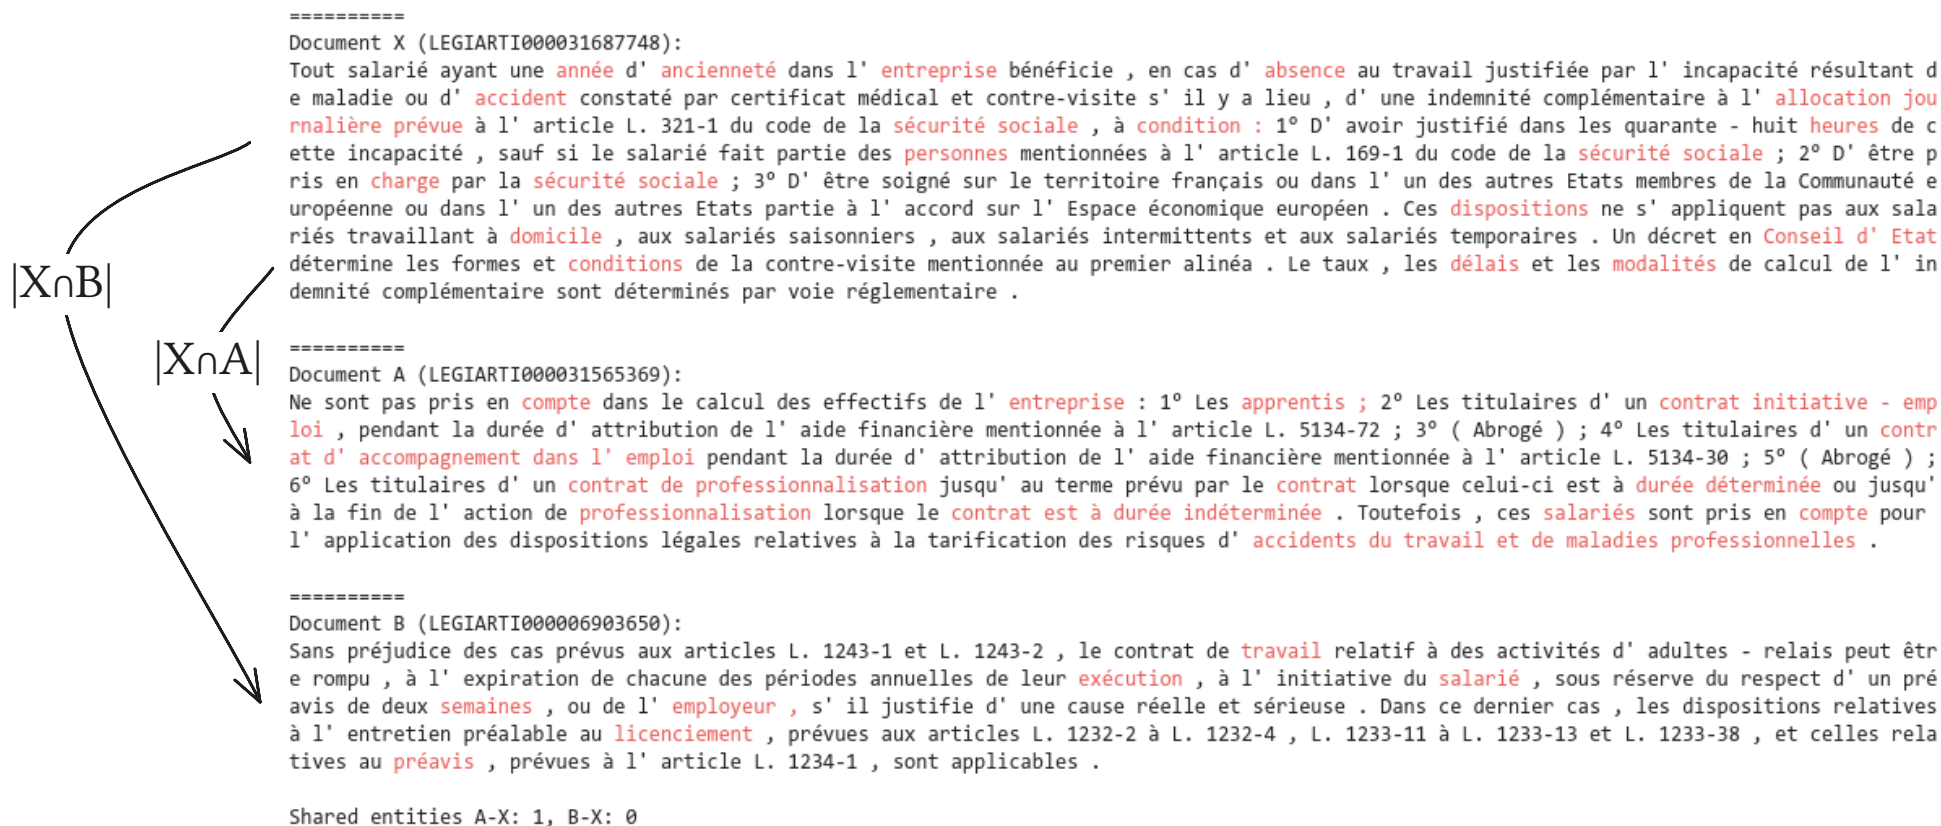 ==========
Document X (LEGIARTI000031687748):
Tout salarié ayant une année d' ancienneté dans l' entreprise bénéficie , en cas d' absence au travail justifiée par l' incapacité résultant d
e maladie ou d' accident constaté par certificat médical et contre-visite s' il y a lieu , d' une indemnité complémentaire à l' allocation jou
rnalière prévue à l' article L. 321-1 du code de la sécurité sociale , à condition : 1° D' avoir justifié dans les quarante - huit heures de c
ette incapacité , sauf si le salarié fait partie des personnes mentionnées à l' article L. 169-1 du code de la sécurité sociale ; 2° D' être p
ris en charge par la sécurité sociale ; 3° D' être soigné sur le territoire français ou dans l' un des autres Etats membres de la Communauté e
uropéenne ou dans l' un des autres Etats partie à l' accord sur l' Espace économique européen . Ces dispositions ne s' appliquent pas aux sala
riés travaillant à domicile , aux salariés saisonniers , aux salariés intermittents et aux salariés temporaires . Un décret en Conseil d' Etat
détermine les formes et conditions de la contre-visite mentionnée au premier alinéa . Le taux , les délais et les modalités de calcul de l' in
demnité complémentaire sont déterminés par voie réglementaire .
|X∩B|
|X∩A|
==========
Document A (LEGIARTI000031565369):
Ne sont pas pris en compte dans le calcul des effectifs de l' entreprise : 1° Les apprentis ; 2° Les titulaires d' un contrat initiative - emp
loi , pendant la durée d' attribution de l' aide financière mentionnée à l' article L. 5134-72 ; 3° ( Abrogé ) ; 4° Les titulaires d' un contr
at d' accompagnement dans l' emploi pendant la durée d' attribution de l' aide financière mentionnée à l' article L. 5134-30 ; 5° ( Abrogé ) ;
6° Les titulaires d' un contrat de professionnalisation jusqu' au terme prévu par le contrat lorsque celui-ci est à durée déterminée ou jusqu'
à la fin de l' action de professionnalisation lorsque le contrat est à durée indéterminée . Toutefois , ces salariés sont pris en compte pour
l' application des dispositions légales relatives à la tarification des risques d' accidents du travail et de maladies professionnelles .
==========
Document B (LEGIARTI000006903650):
Sans préjudice des cas prévus aux articles L. 1243-1 et L. 1243-2 , le contrat de travail relatif à des activités d' adultes - relais peut êtr
e rompu , à l' expiration de chacune des périodes annuelles de leur exécution , à l' initiative du salarié , sous réserve du respect d' un pré
avis de deux semaines , ou de l' employeur , s' il justifie d' une cause réelle et sérieuse . Dans ce dernier cas , les dispositions relatives
à l' entretien préalable au licenciement , prévues aux articles L. 1232-2 à L. 1232-4 , L. 1233-11 à L. 1233-13 et L. 1233-38 , et celles rela
tives au préavis , prévues à l' article L. 1234-1 , sont applicables .
Shared entities A-X: 1, B-X: 0